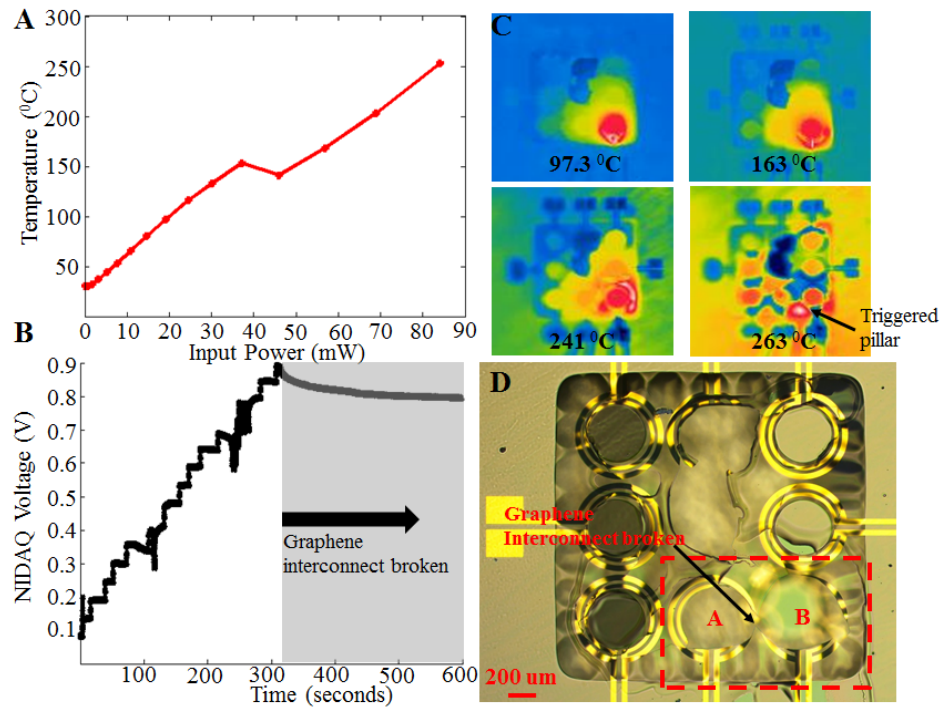 A
300
250
200
150
100
50
Temperature (⁰C)
0 10 20 30 40 50 60 70 80 90
Input Power (mW)
B
0.9
0.8
0.7
0.6
0.5
0.4
0.3
0.2
0.1
NIDAQ Voltage (V)
Graphene
interconnect broken
0 100 200 300 400 500 600
Time (seconds)
C
97.3 ⁰C
163 ⁰C
241 ⁰C
263 ⁰C
Triggered
pillar
D
Graphene
Interconnect broken
A
B
200 um